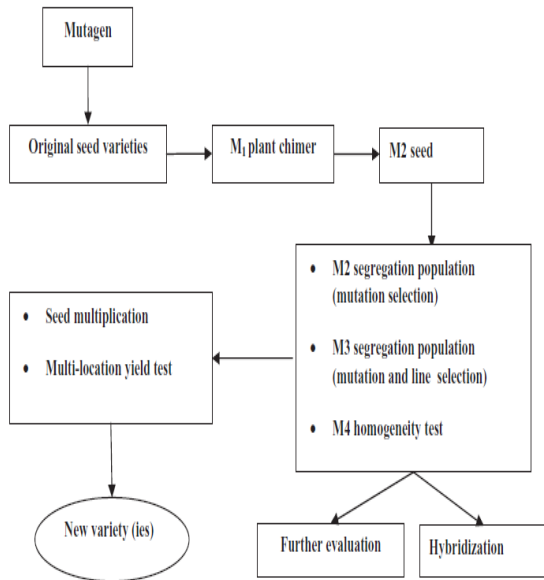 Mutagen
Original seed varieties
M₁ plant chimer
M2 seed
• M2 segregation population
(mutation selection)
• M3 segregation population
(mutation and line selection)
• M4 homogeneity test
• Seed multiplication
• Multi-location yield test
New variety (ies)
Further evaluation
Hybridization